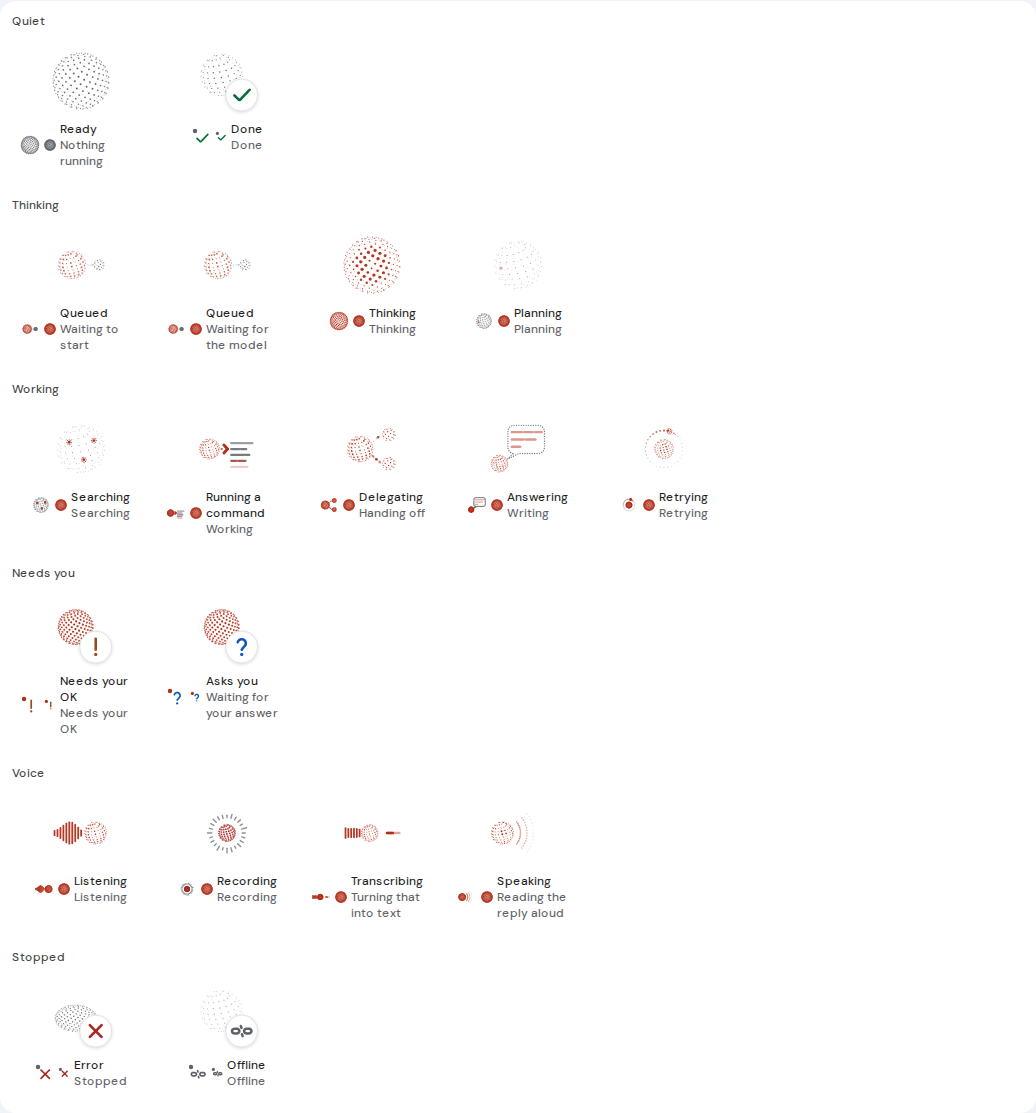 Quiet
Ready
Nothing
running
Done
Done
Thinking
Queued
Waiting to
start
Queued
Waiting for
the model
Thinking
Thinking
Planning
Planning
Working
Searching
Searching
Running a
command
Working
Delegating
Handing off
Answering
Writing
Retrying
Retrying
Needs you
Needs your
OK
Needs your
OK
Asks you
Waiting for
your answer
Voice
Listening
Listening
Recording
Recording
Transcribing
Turning that
into text
Speaking
Reading the
reply aloud
Stopped
Error
Stopped
Offline
Offline